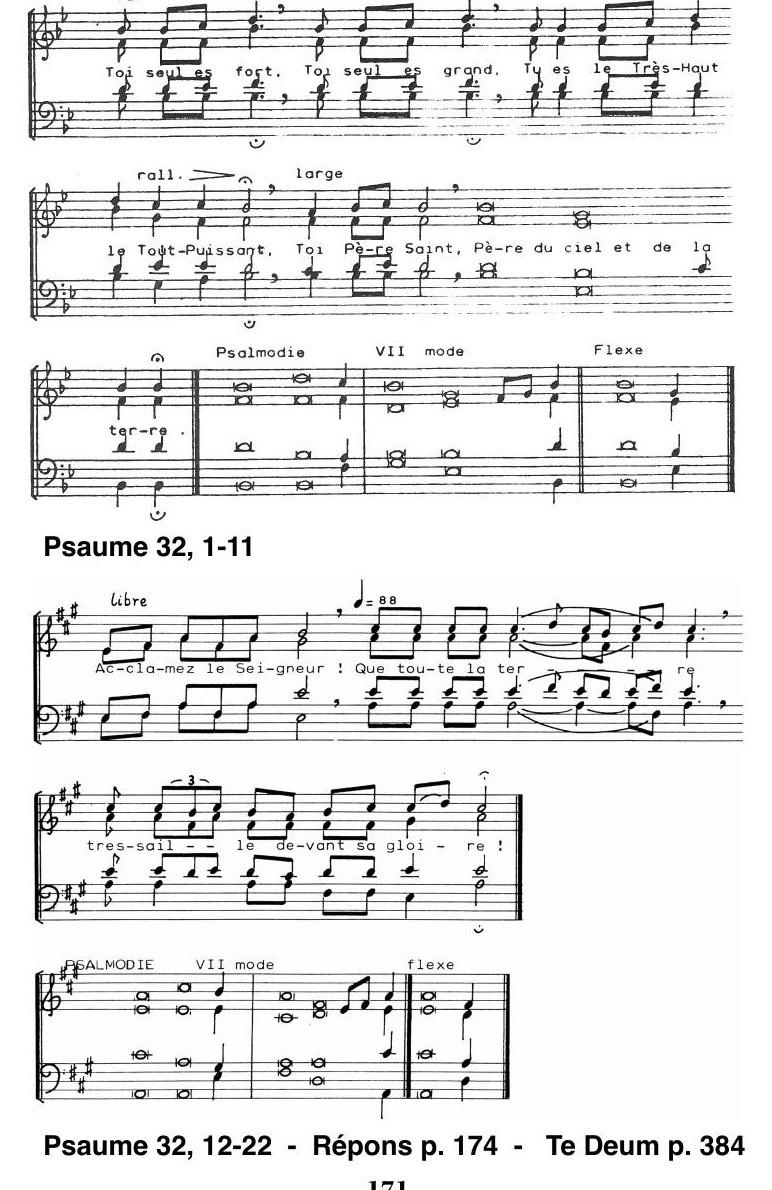 Toi seul es fort, Toi seul es grand, Tu es le Très-Haut
rall. large
le Tout-Puissant, Toi Pè-re Saint, Pè-re du ciel et de la
Psalmodie VII mode Flexe
ter-re .
Psaume 32, 1-11
libre ♩= 88
Ac-cla-mez le Sei-gneur ! Que tou-te la ter - - - re
3
tres-sail - - le de-vant sa gloi - re !
PSALMODIE VII mode flexe
Psaume 32, 12-22 - Répons p. 174 - Te Deum p. 384
171